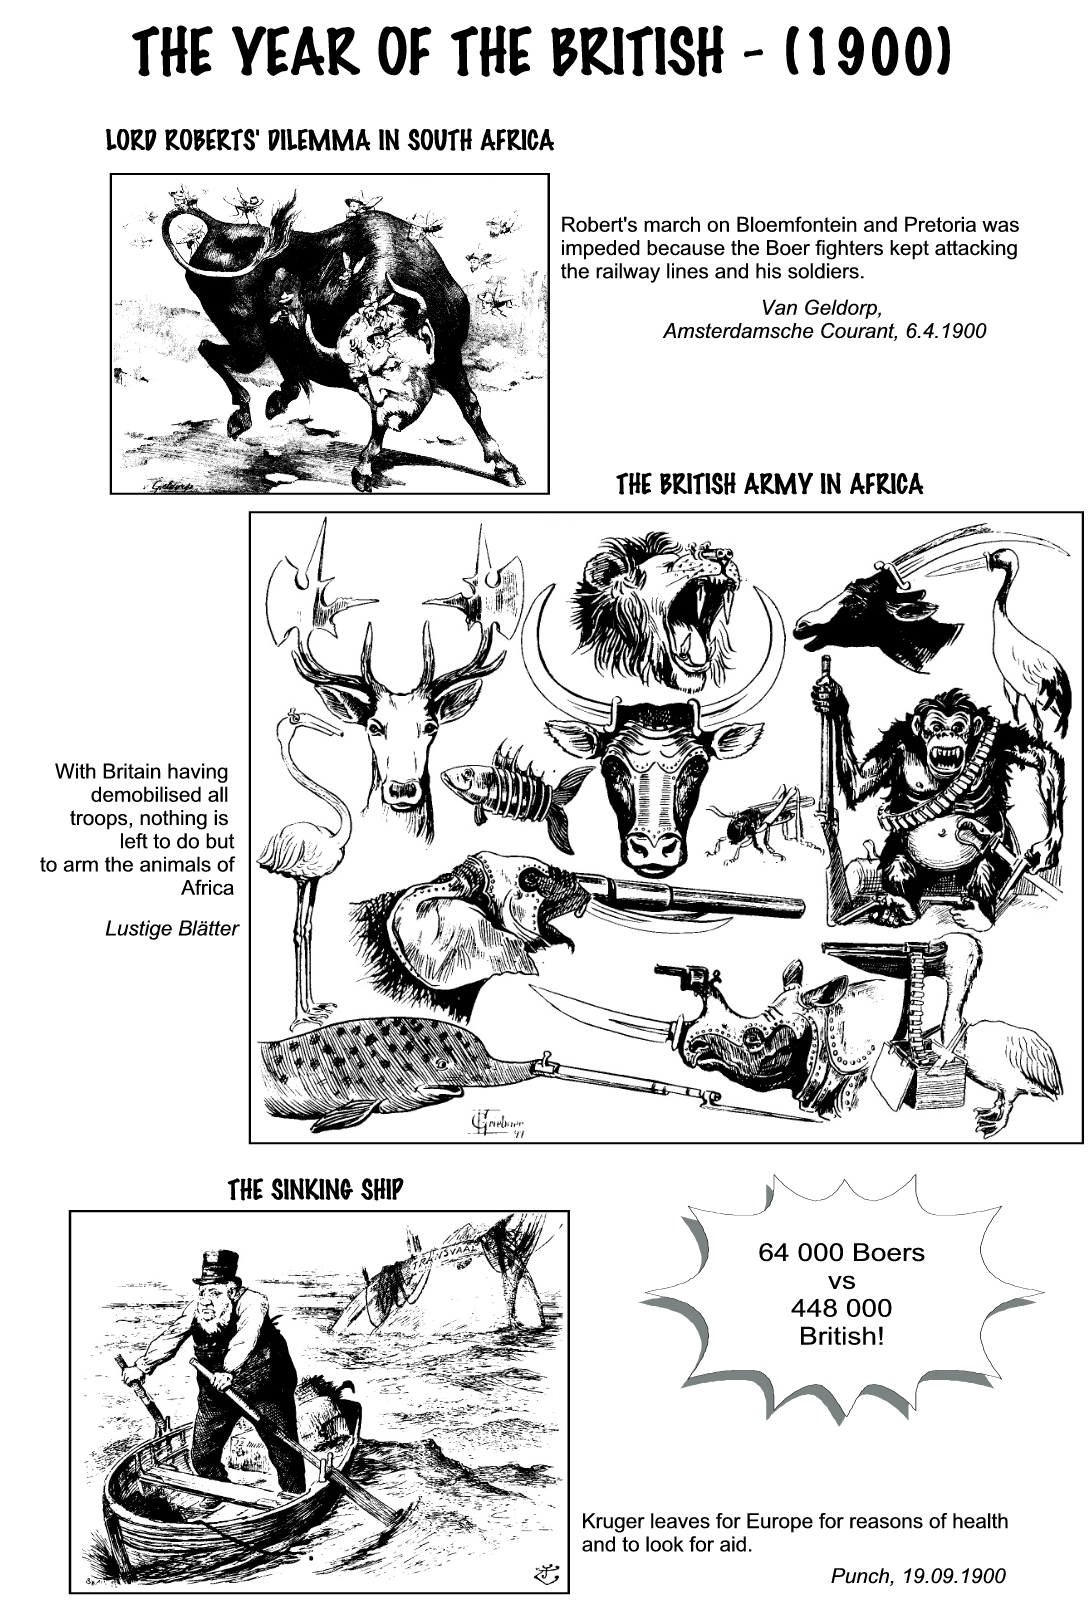 THE YEAR OF THE BRITISH - (1900)
LORD ROBERTS' DILEMMA IN SOUTH AFRICA
Robert's march on Bloemfontein and Pretoria was
impeded because the Boer fighters kept attacking
the railway lines and his soldiers.
Van Geldorp,
Amsterdamsche Courant, 6.4.1900
v. Geldorp
THE BRITISH ARMY IN AFRICA
With Britain having
demobilised all
troops, nothing is
left to do but
to arm the animals of
Africa
Lustige Blätter
THE SINKING SHIP
TRANSVAAL
64 000 Boers
vs
448 000
British!
Kruger leaves for Europe for reasons of health
and to look for aid.
Punch, 19.09.1900